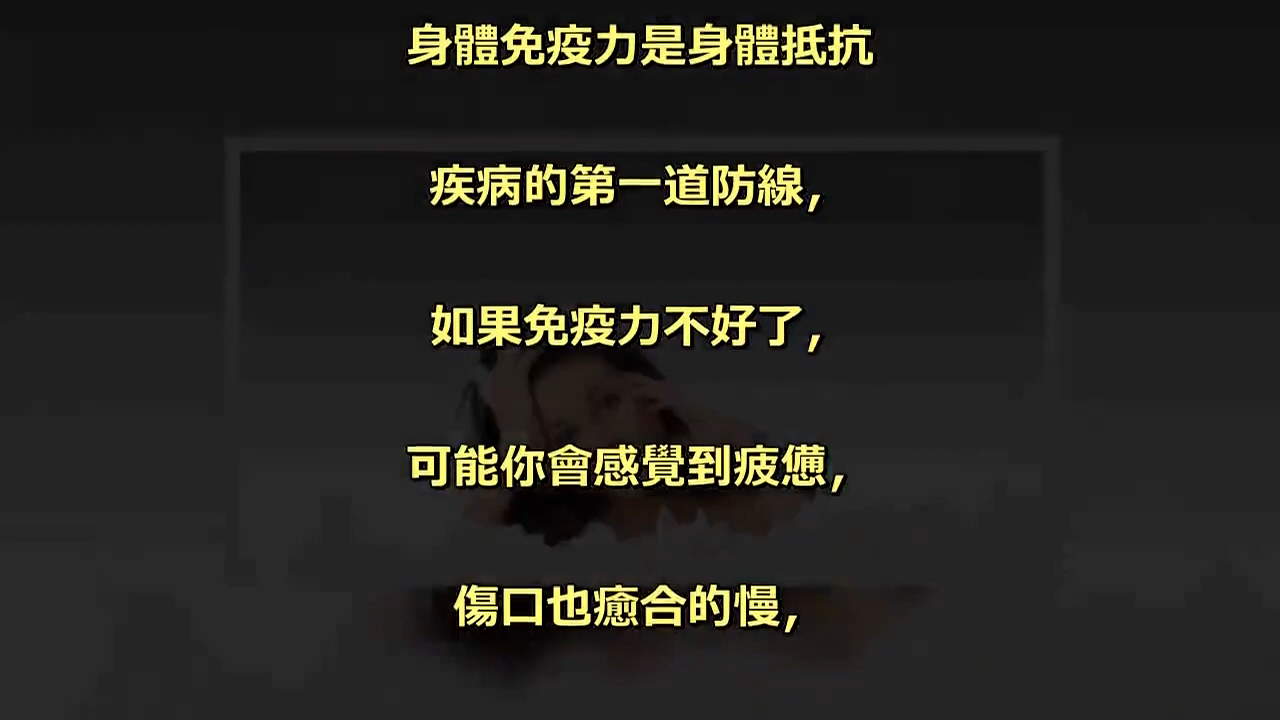 身體免疫力是身體抵抗
疾病的第一道防線，
如果免疫力不好了，
可能你會感覺到疲憊，
傷口也癒合的慢，